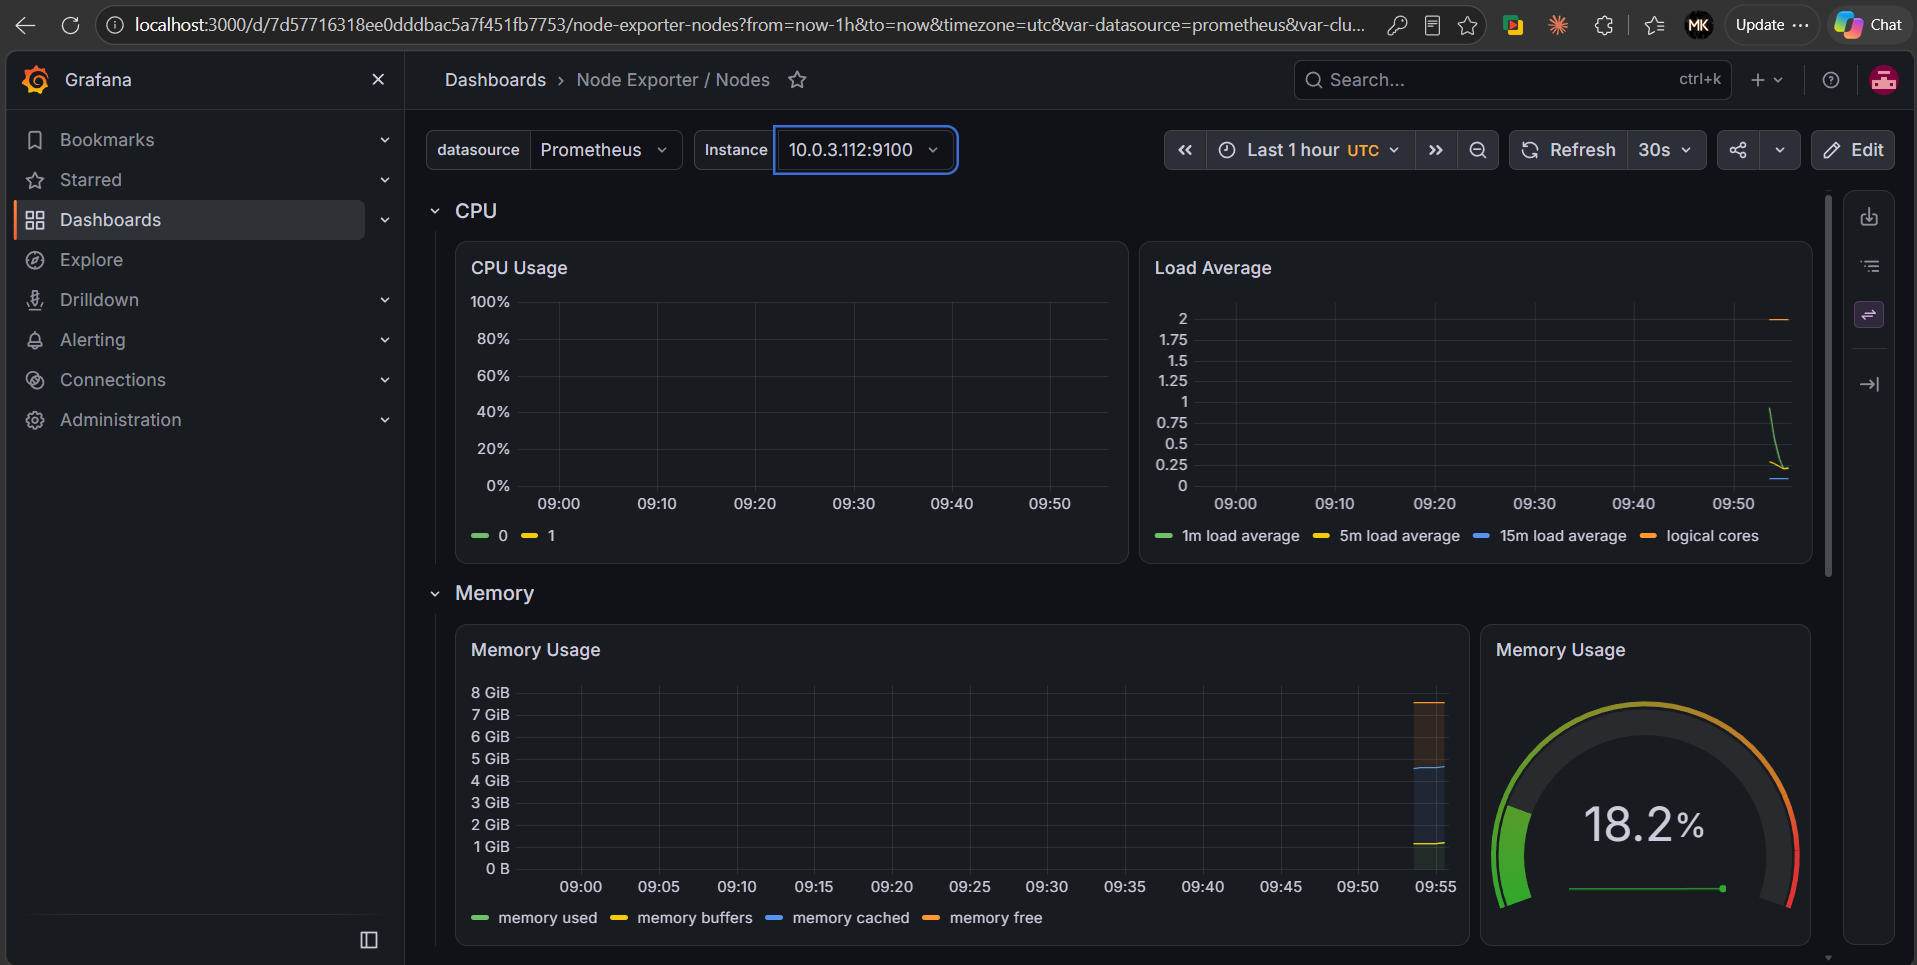 localhost:3000/d/7d57716318ee0dddbac5a7f451fb7753/node-exporter-nodes?from=now-1h&to=now&timezone=utc&var-datasource=prometheus&var-clu...
MK
Update
Chat
Grafana
Dashboards › Node Exporter / Nodes
Search...
ctrl+k
Bookmarks
Starred
Dashboards
Explore
Drilldown
Alerting
Connections
Administration
datasource Prometheus
Instance 10.0.3.112:9100
Last 1 hour UTC
Refresh 30s
Edit
CPU
CPU Usage
100%
80%
60%
40%
20%
0%
09:00 09:10 09:20 09:30 09:40 09:50
0 1
Load Average
2
1.75
1.5
1.25
1
0.75
0.5
0.25
0
09:00 09:10 09:20 09:30 09:40 09:50
1m load average 5m load average 15m load average logical cores
Memory
Memory Usage
8 GiB
7 GiB
6 GiB
5 GiB
4 GiB
3 GiB
2 GiB
1 GiB
0 B
09:00 09:05 09:10 09:15 09:20 09:25 09:30 09:35 09:40 09:45 09:50 09:55
memory used memory buffers memory cached memory free
Memory Usage
18.2%